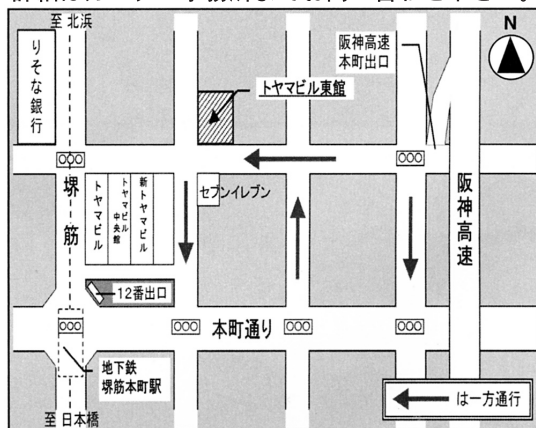 至 北浜
りそな銀行
阪神高速
本町出口
N
トヤマビル東館
堺筋
トヤマビル
トヤマビル
中央館
新トヤマビル
セブンイレブン
阪神高速
12番出口
本町通り
地下鉄
堺筋本町駅
至 日本橋
は一方通行